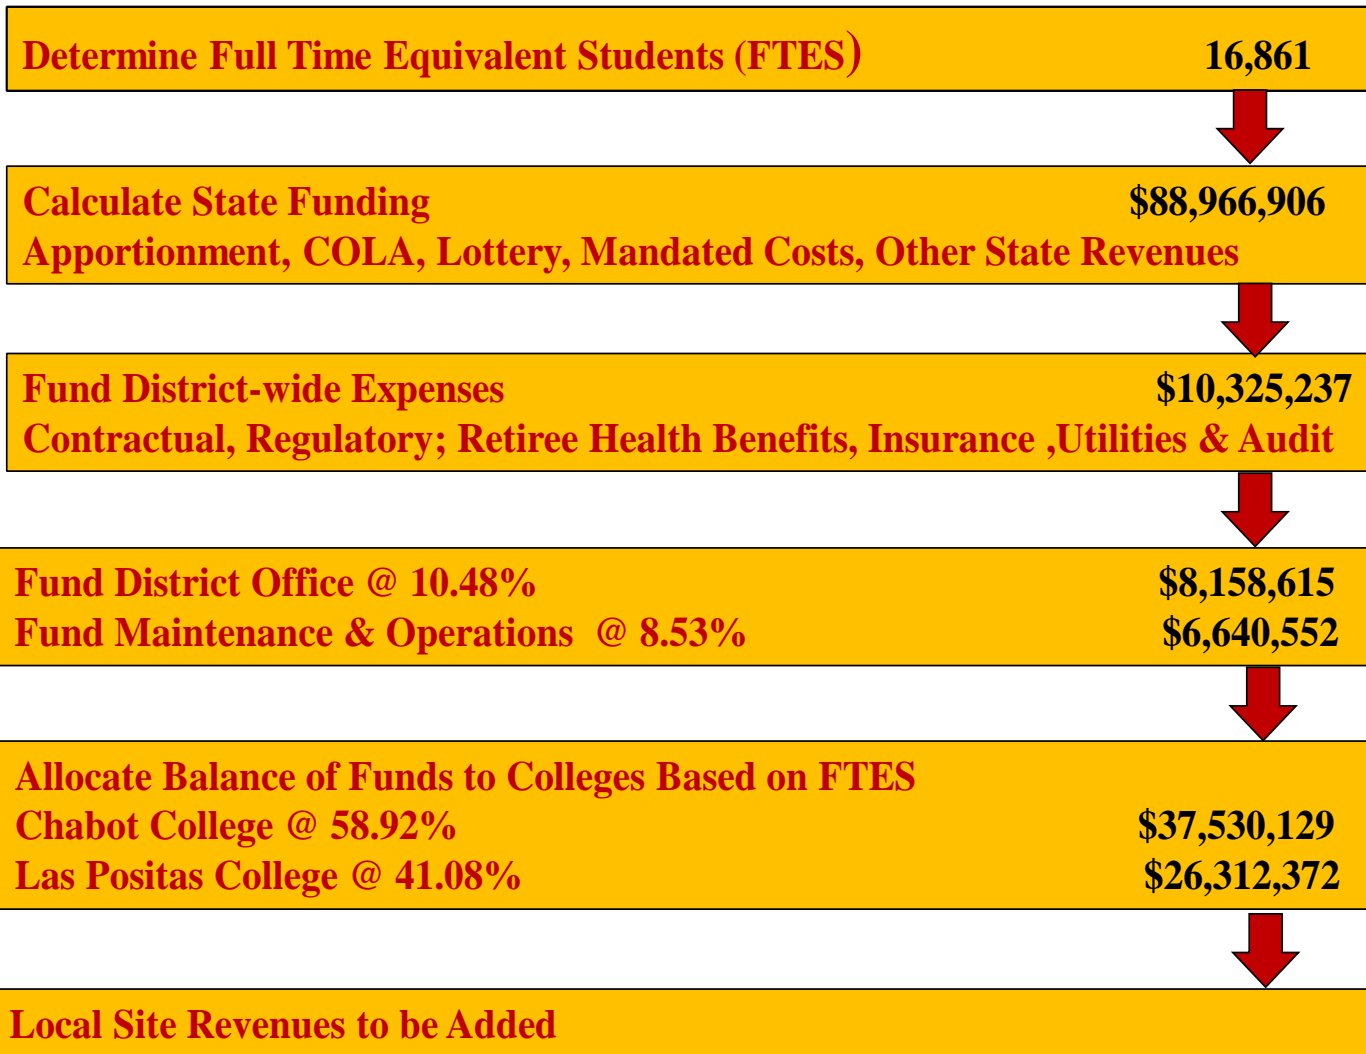 Determine Full Time Equivalent Students (FTES) 16,861
Calculate State Funding $88,966,906
Apportionment, COLA, Lottery, Mandated Costs, Other State Revenues
Fund District-wide Expenses $10,325,237
Contractual, Regulatory; Retiree Health Benefits, Insurance ,Utilities & Audit
Fund District Office @ 10.48% $8,158,615
Fund Maintenance & Operations @ 8.53% $6,640,552
Allocate Balance of Funds to Colleges Based on FTES
Chabot College @ 58.92% $37,530,129
Las Positas College @ 41.08% $26,312,372
Local Site Revenues to be Added